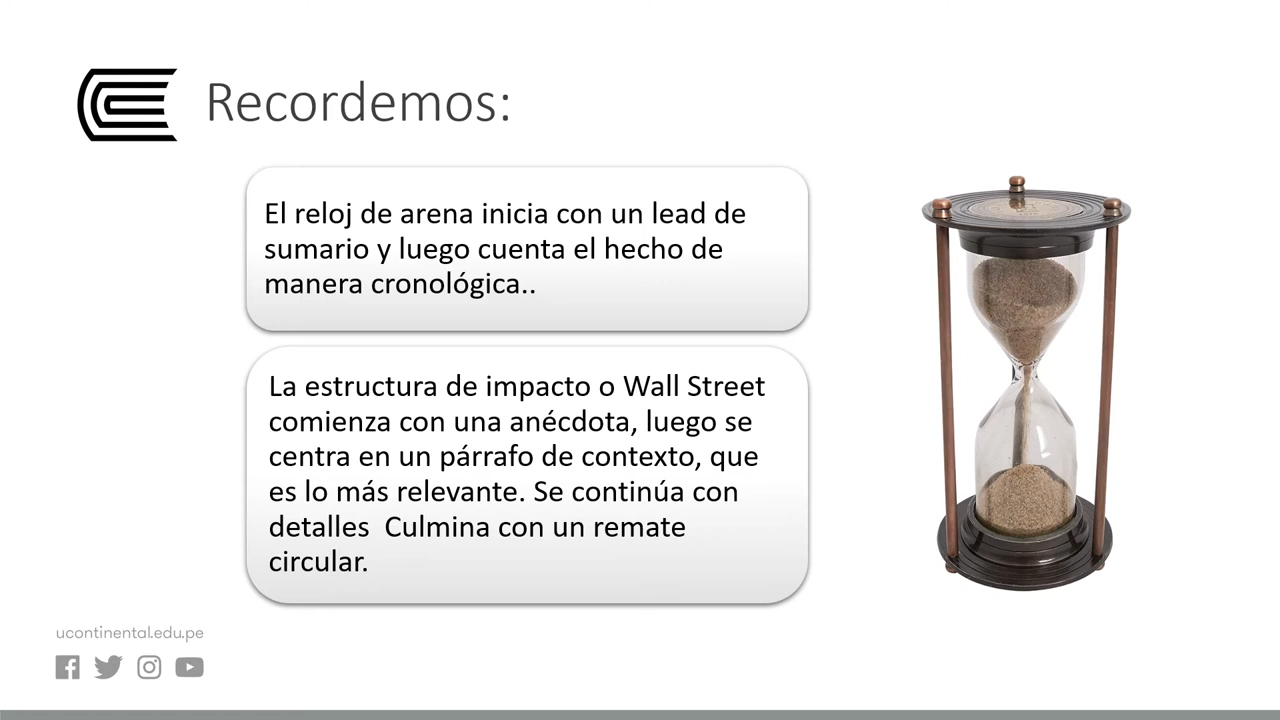 Recordemos:
El reloj de arena inicia con un lead de
sumario y luego cuenta el hecho de
manera cronológica..
La estructura de impacto o Wall Street
comienza con una anécdota, luego se
centra en un párrafo de contexto, que
es lo más relevante. Se continúa con
detalles  Culmina con un remate
circular.
ucontinental.edu.pe